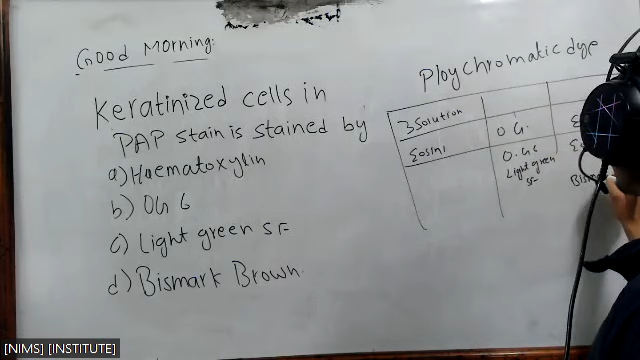 Good Morning:
Keratinized cells in
PAP stain is stained by
a) Haematoxylin
b) OG 6
c) Light green SF
d) Bismark Brown.
Ploychromatic dye
3 Solution
O G.
Eosini
O.G 6
Light green
SF
[NIMS] [INSTITUTE]